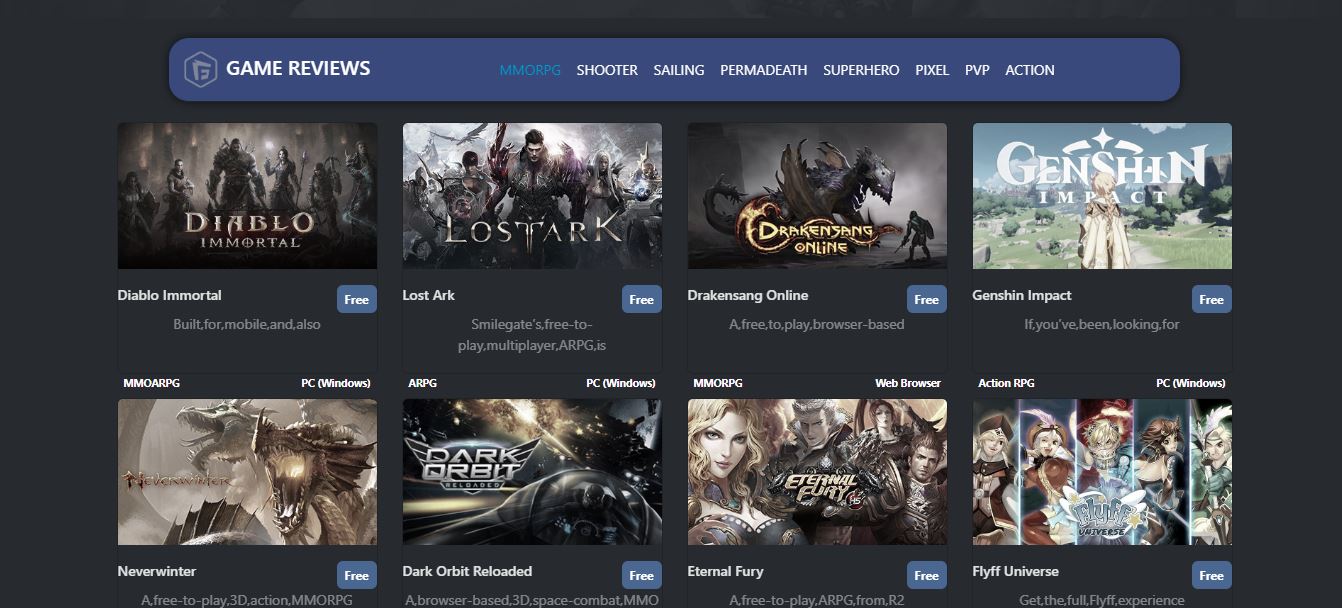 GAME REVIEWS
MMORPG SHOOTER SAILING PERMADEATH SUPERHERO PIXEL PVP ACTION
DIABLO
IMMORTAL
LOST ARK
DRAKENSANG
ONLINE
GENSHIN
IMPACT
Diablo Immortal Free
Built,for,mobile,and,also
Lost Ark Free
Smilegate's,free-to-
play,multiplayer,ARPG,is
Drakensang Online Free
A,free,to,play,browser-based
Genshin Impact Free
If,you've,been,looking,for
MMOARPG PC (Windows)
ARPG PC (Windows)
MMORPG Web Browser
Action RPG PC (Windows)
NEVERWINTER
DARK
ORBIT
RELOADED
ETERNAL
FURY
Flyff
UNIVERSE
Neverwinter Free
A,free-to-play,3D,action,MMORPG
Dark Orbit Reloaded Free
A,browser-based,3D,space-combat,MMO
Eternal Fury Free
A,free-to-play,ARPG,from,R2
Flyff Universe Free
Get,the,full,Flyff,experience